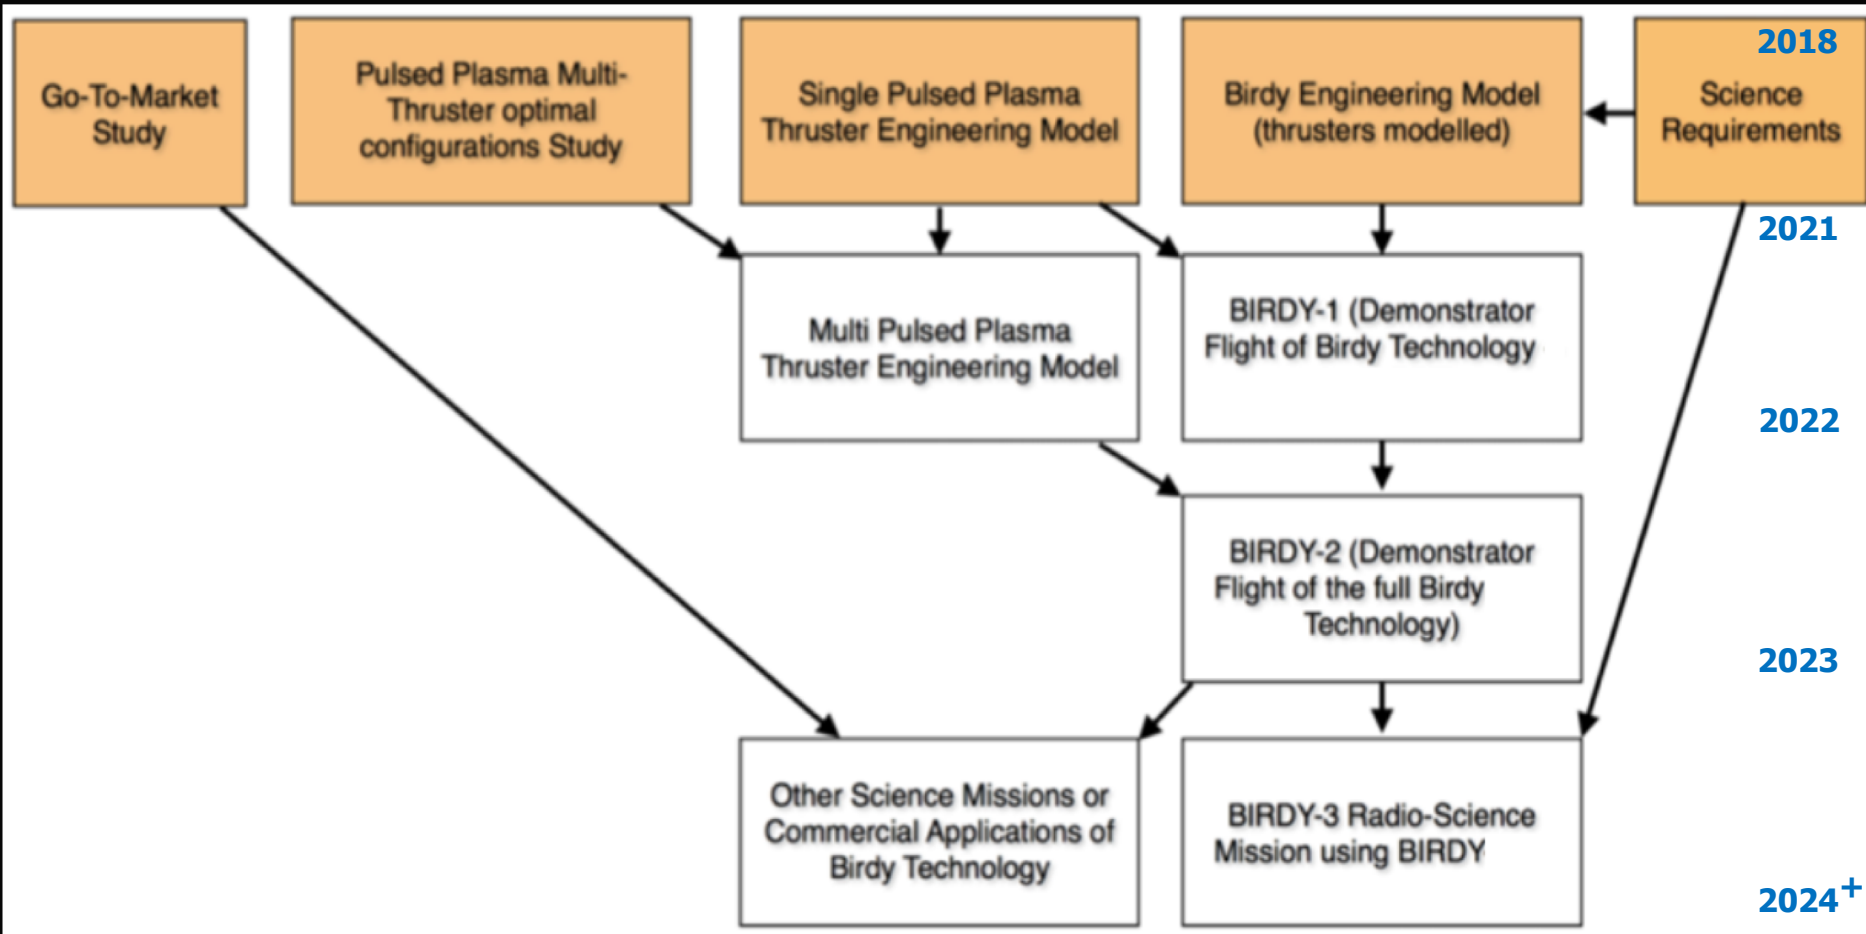 Go-To-Market
Study
Pulsed Plasma Multi-
Thruster optimal
configurations Study
Single Pulsed Plasma
Thruster Engineering Model
Birdy Engineering Model
(thrusters modelled)
Science
Requirements
2018
2021
Multi Pulsed Plasma
Thruster Engineering Model
BIRDY-1 (Demonstrator
Flight of Birdy Technology
2022
BIRDY-2 (Demonstrator
Flight of the full Birdy
Technology)
2023
Other Science Missions or
Commercial Applications of
Birdy Technology
BIRDY-3 Radio-Science
Mission using BIRDY
2024+